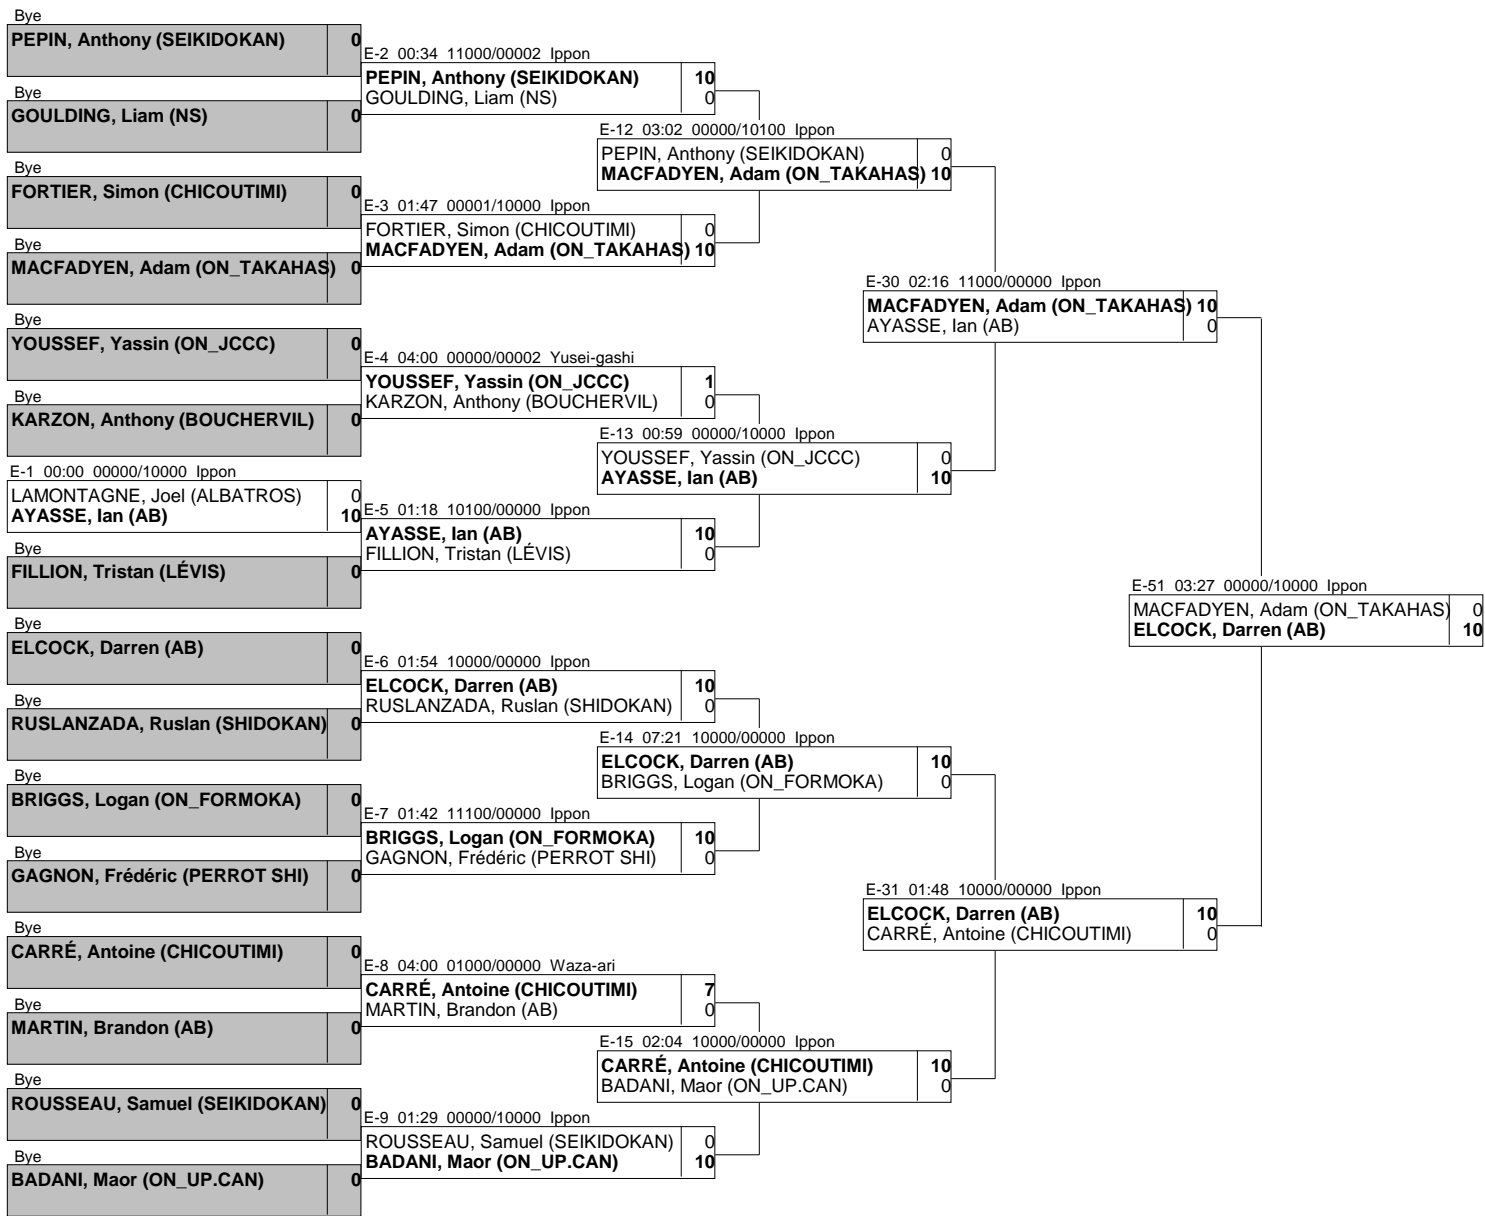 Bye
PEPIN, Anthony (SEIKIDOKAN) 0
Bye
GOULDING, Liam (NS) 0
Bye
FORTIER, Simon (CHICOUTIMI) 0
Bye
MACFADYEN, Adam (ON_TAKAHAS) 0
Bye
YOUSSEF, Yassin (ON_JCCC) 0
Bye
KARZON, Anthony (BOUCHERVIL) 0
E-1 00:00 00000/10000 Ippon
LAMONTAGNE, Joel (ALBATROS) 0
AYASSE, Ian (AB) 10
Bye
FILLION, Tristan (LÉVIS) 0
Bye
ELCOCK, Darren (AB) 0
Bye
RUSLANZADA, Ruslan (SHIDOKAN) 0
Bye
BRIGGS, Logan (ON_FORMOKA) 0
Bye
GAGNON, Frédéric (PERROT SHI) 0
Bye
CARRÉ, Antoine (CHICOUTIMI) 0
Bye
MARTIN, Brandon (AB) 0
Bye
ROUSSEAU, Samuel (SEIKIDOKAN) 0
Bye
BADANI, Maor (ON_UP.CAN) 0
E-2 00:34 11000/00002 Ippon
PEPIN, Anthony (SEIKIDOKAN) 10
GOULDING, Liam (NS) 0
E-3 01:47 00001/10000 Ippon
FORTIER, Simon (CHICOUTIMI) 0
MACFADYEN, Adam (ON_TAKAHAS) 10
E-4 04:00 00000/00002 Yusei-gashi
YOUSSEF, Yassin (ON_JCCC) 1
KARZON, Anthony (BOUCHERVIL) 0
E-5 01:18 10100/00000 Ippon
AYASSE, Ian (AB) 10
FILLION, Tristan (LÉVIS) 0
E-6 01:54 10000/00000 Ippon
ELCOCK, Darren (AB) 10
RUSLANZADA, Ruslan (SHIDOKAN) 0
E-7 01:42 11100/00000 Ippon
BRIGGS, Logan (ON_FORMOKA) 10
GAGNON, Frédéric (PERROT SHI) 0
E-8 04:00 01000/00000 Waza-ari
CARRÉ, Antoine (CHICOUTIMI) 7
MARTIN, Brandon (AB) 0
E-9 01:29 00000/10000 Ippon
ROUSSEAU, Samuel (SEIKIDOKAN) 0
BADANI, Maor (ON_UP.CAN) 10
E-12 03:02 00000/10100 Ippon
PEPIN, Anthony (SEIKIDOKAN) 0
MACFADYEN, Adam (ON_TAKAHAS) 10
E-13 00:59 00000/10000 Ippon
YOUSSEF, Yassin (ON_JCCC) 0
AYASSE, Ian (AB) 10
E-14 07:21 10000/00000 Ippon
ELCOCK, Darren (AB) 10
BRIGGS, Logan (ON_FORMOKA) 0
E-15 02:04 10000/00000 Ippon
CARRÉ, Antoine (CHICOUTIMI) 10
BADANI, Maor (ON_UP.CAN) 0
E-30 02:16 11000/00000 Ippon
MACFADYEN, Adam (ON_TAKAHAS) 10
AYASSE, Ian (AB) 0
E-31 01:48 10000/00000 Ippon
ELCOCK, Darren (AB) 10
CARRÉ, Antoine (CHICOUTIMI) 0
E-51 03:27 00000/10000 Ippon
MACFADYEN, Adam (ON_TAKAHAS) 0
ELCOCK, Darren (AB) 10